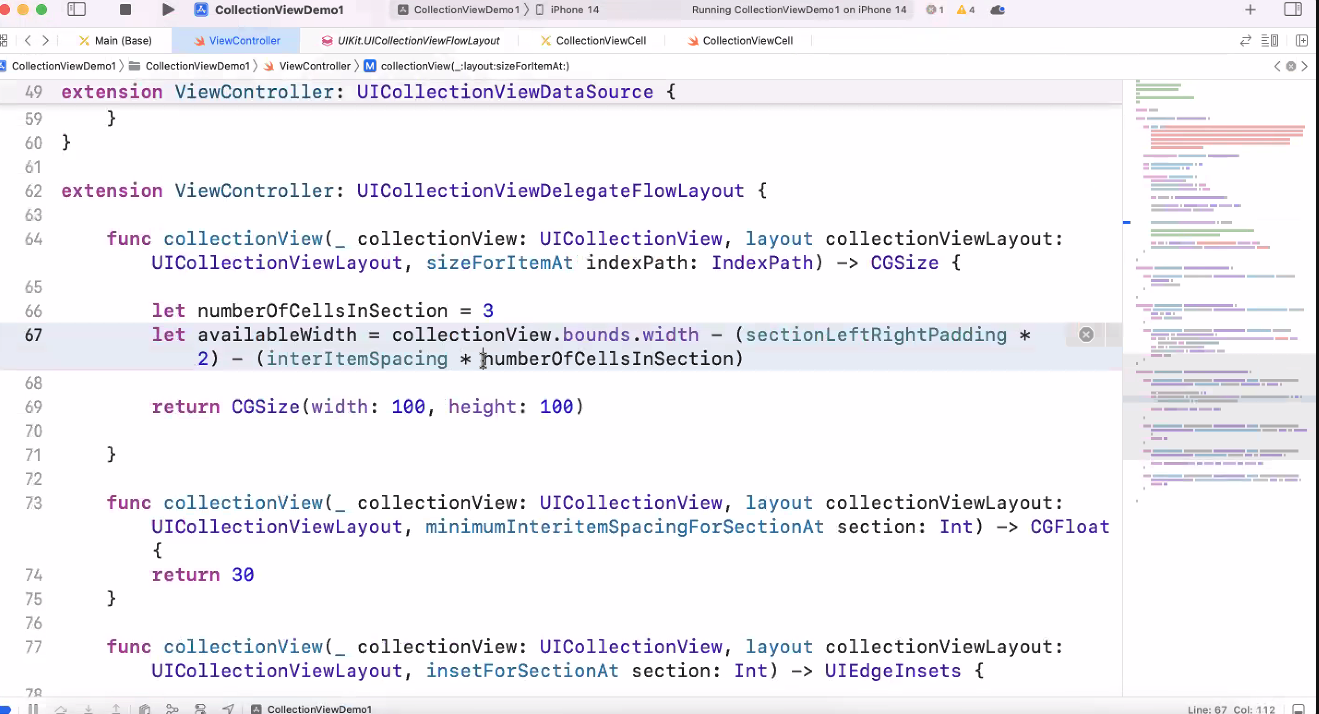 CollectionViewDemo1
CollectionViewDemo1 〉 iPhone 14
Running CollectionViewDemo1 on iPhone 14
1
4
Main (Base)
ViewController
UIKit.UICollectionViewFlowLayout
CollectionViewCell
CollectionViewCell
CollectionViewDemo1 〉 CollectionViewDemo1 〉 ViewController 〉 M collectionView(_:layout:sizeForItemAt:)
49 extension ViewController: UICollectionViewDataSource {
59 }
60 }
61
62 extension ViewController: UICollectionViewDelegateFlowLayout {
63
64 func collectionView(_ collectionView: UICollectionView, layout collectionViewLayout:
UICollectionViewLayout, sizeForItemAt indexPath: IndexPath) -> CGSize {
65
66 let numberOfCellsInSection = 3
67 let availableWidth = collectionView.bounds.width - (sectionLeftRightPadding *
2) - (interItemSpacing * numberOfCellsInSection)
68
69 return CGSize(width: 100, height: 100)
70
71 }
72
73 func collectionView(_ collectionView: UICollectionView, layout collectionViewLayout:
UICollectionViewLayout, minimumInteritemSpacingForSectionAt section: Int) -> CGFloat
{
74 return 30
75 }
76
77 func collectionView(_ collectionView: UICollectionView, layout collectionViewLayout:
UICollectionViewLayout, insetForSectionAt section: Int) -> UIEdgeInsets {
78
CollectionViewDemo1
Line: 67 Col: 112